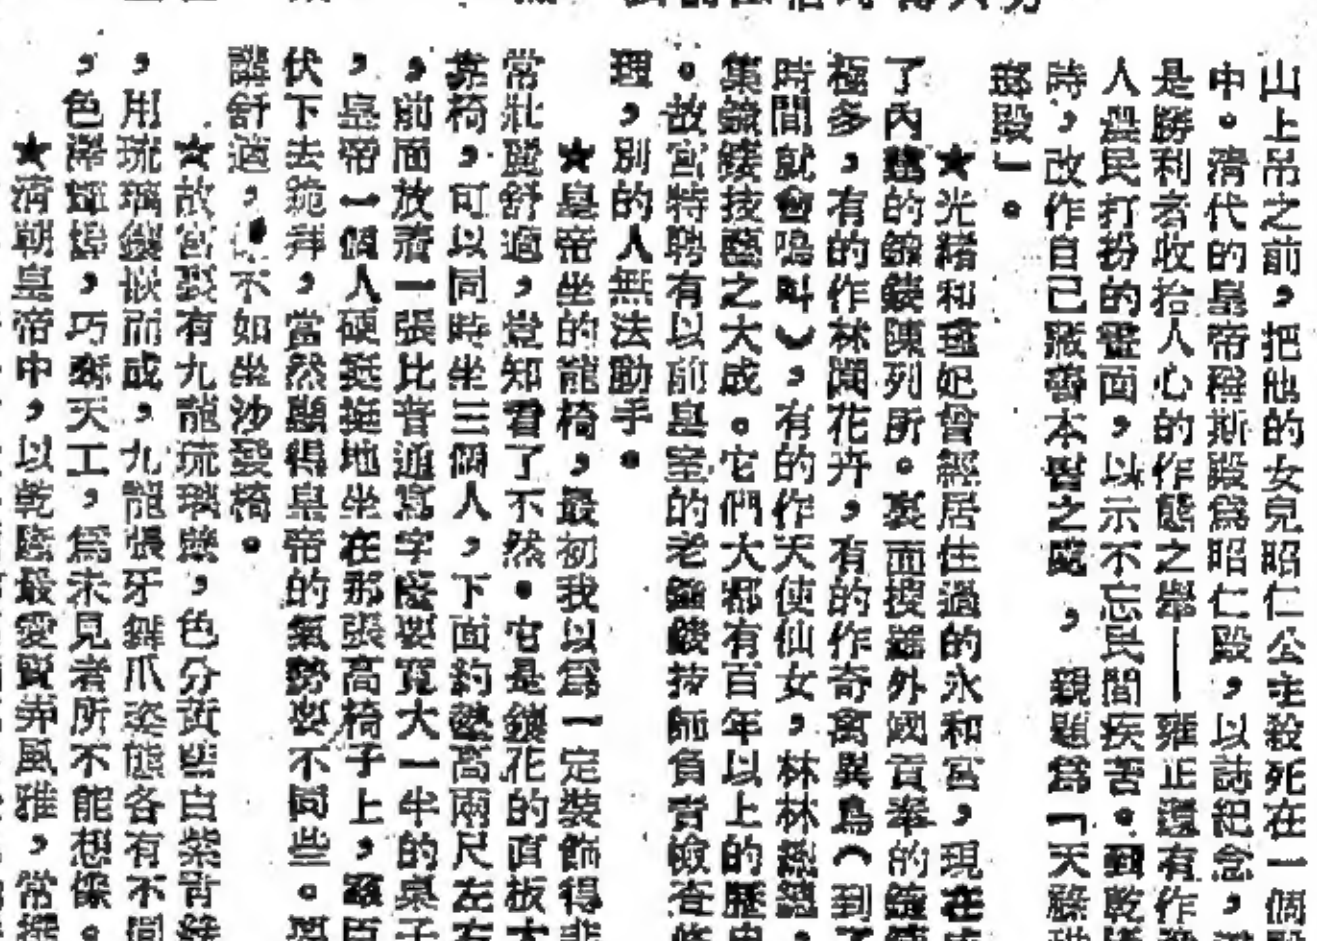 山上吊之前，把他的女兒昭仁公主殺死在一個
中。清代的皇帝稱斯殿爲昭仁殿，以誌紀念，
是勝利者收拾人心的作態之舉——雍正還有作
人農民打扮的畫面，以示不忘民間疾苦。到乾
時，改作自己藏書本書之處，親題爲「天祿
殿」。
★光緒和瑾妃曾經居住過的永和宮，現在
了內的鐘錶陳列所。裏面搜羅外國貢奉的鐘錶
極多，有的作林園花卉，有的作奇禽異鳥（到了
時間就會鳴叫），有的作天使仙女，林林總總，
集鐘錶技藝之大成。它們大都有百年以上的歷史
。故宮特聘有以前皇室的老鐘錶技師負責檢查修
理，別的人無法動手。
★皇帝坐的龍椅，最初我以爲一定裝飾得非
常壯麗舒適，豈知看了不然。它是鏤花的直板大
靠椅，可以同時坐三個人，下面約墊高兩尺左右
，前面放着一張比普通寫字檯要寬大一半的桌子
，皇帝一個人硬挺挺地坐在那張高椅子上，羣臣
伏下去跪拜，當然顯得皇帝的氣勢要不同些。要
講舒適，不如坐沙發椅。
★故宮裏有九龍琉璃壁，色分黃藍白紫青綠
，用琉璃鑲嵌而成，九龍張牙舞爪姿態各有不同
，色澤輝煌，巧奪天工，爲未見者所不能想像。
★清朝皇帝中，以乾隆最愛賣弄風雅，常撰